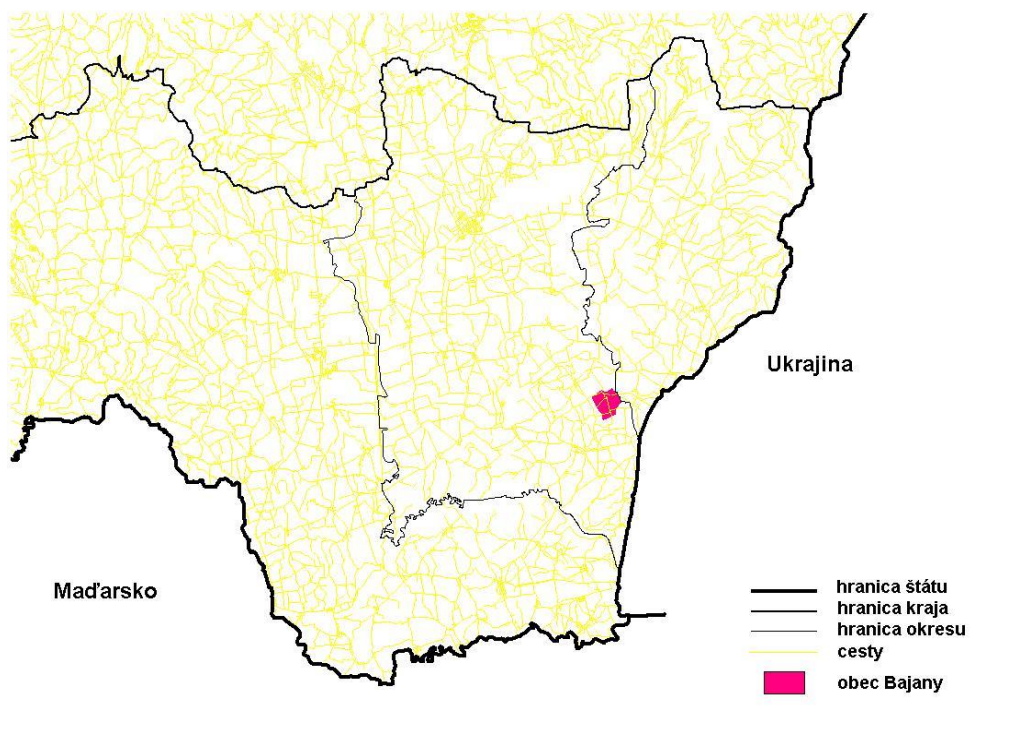 Ukrajina
Maďarsko
hranica štátu
hranica kraja
hranica okresu
cesty
obec Bajany